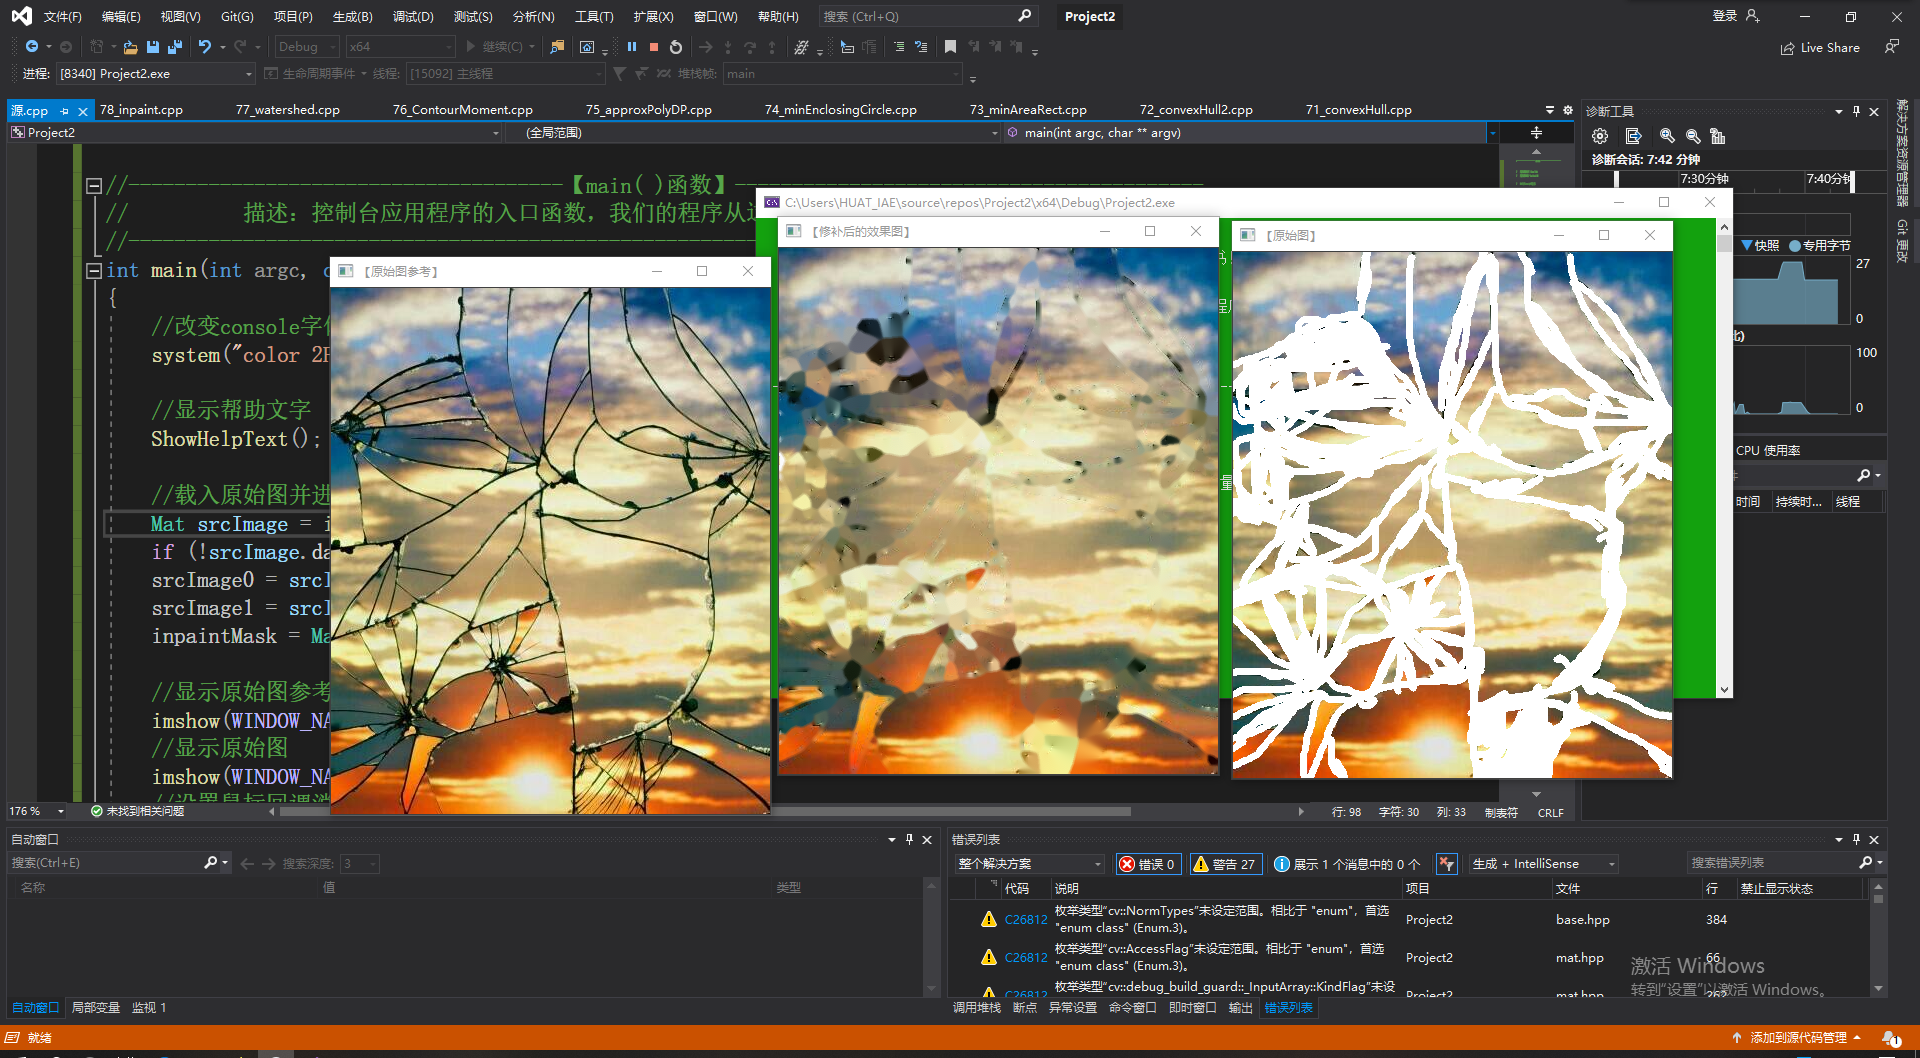 文件(F) 编辑(E) 视图(V) Git(G) 项目(P) 生成(B) 调试(D) 测试(S) 分析(N) 工具(T) 扩展(X) 窗口(W) 帮助(H) 搜索 (Ctrl+Q) Project2 登录
Debug x64 继续(C) Live Share
进程: [8340] Project2.exe 生命周期事件 线程: [15092] 主线程 堆栈帧: main
源.cpp 78_inpaint.cpp 77_watershed.cpp 76_ContourMoment.cpp 75_approxPolyDP.cpp 74_minEnclosingCircle.cpp 73_minAreaRect.cpp 72_convexHull2.cpp 71_convexHull.cpp
Project2 (全局范围) main(int argc, char ** argv)
//--------------------------------------【main( )函数】-----------------------------------------
// 描述：控制台应用程序的入口函数，我们的程序从
//--------------------------------------
int main(int argc,
{
//改变console字
system("color 2
//显示帮助文字
ShowHelpText();
//载入原始图并进
Mat srcImage =
if (!srcImage.da
srcImage0 = src
srcImage1 = src
inpaintMask = Ma
//显示原始图参考
imshow(WINDOW_NA
//显示原始图
imshow(WINDOW_NA
C:\Users\HUAT_IAE\source\repos\Project2\x64\Debug\Project2.exe
【原始图参考】
【修补后的效果图】
【原始图】
量
诊断工具
诊断会话: 7:42 分钟
7:30分钟 7:40分钟
快照 专用字节
27
0
100
0
CPU 使用率
时间 持续时... 线程
解决方案资源管理器
Git 更改
176 % 未找到相关问题 行: 98 字符: 30 列: 33 制表符 CRLF
自动窗口
搜索(Ctrl+E) 搜索深度: 3
名称 值 类型
自动窗口 局部变量 监视 1
错误列表
整个解决方案 错误 0 警告 27 展示 1 个消息中的 0 个 生成 + IntelliSense 搜索错误列表
代码 说明 项目 文件 行 禁止显示状态
C26812 枚举类型"cv::NormTypes"未设定范围。相比于 "enum"，首选 "enum class" (Enum.3)。 Project2 base.hpp 384
C26812 枚举类型"cv::AccessFlag"未设定范围。相比于 "enum"，首选 "enum class" (Enum.3)。 Project2 mat.hpp 66
C26812 枚举类型"cv::debug_build_guard::_InputArray::KindFlag"未设 Project2 mat.hpp 262
激活 Windows
转到"设置"以激活 Windows。
调用堆栈 断点 异常设置 命令窗口 即时窗口 输出 错误列表
就绪 添加到源代码管理 1